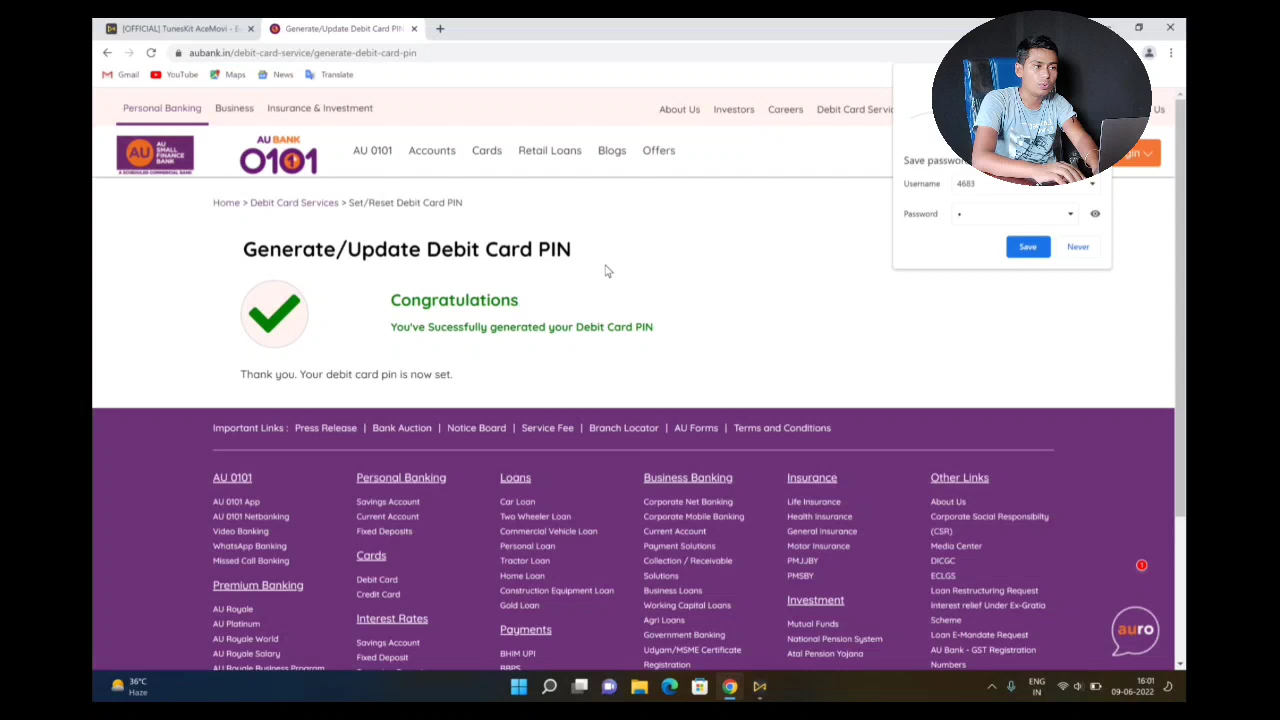 [OFFICIAL] TunesKit AceMovi - E
Generate/Update Debit Card PIN
aubank.in/debit-card-service/generate-debit-card-pin
Gmail YouTube Maps News Translate
Personal Banking Business Insurance & Investment About Us Investors Careers Debit Card Servic Us
AU SMALL FINANCE BANK
A SCHEDULED COMMERCIAL BANK
AU BANK
0101
AU 0101 Accounts Cards Retail Loans Blogs Offers
Save password
Username 4683
Password •
Save Never
Home > Debit Card Services > Set/Reset Debit Card PIN
Generate/Update Debit Card PIN
Congratulations
You've Sucessfully generated your Debit Card PIN
Thank you. Your debit card pin is now set.
Important Links : Press Release | Bank Auction | Notice Board | Service Fee | Branch Locator | AU Forms | Terms and Conditions
AU 0101
AU 0101 App
AU 0101 Netbanking
Video Banking
WhatsApp Banking
Missed Call Banking
Premium Banking
AU Royale
AU Platinum
AU Royale World
AU Royale Salary
AU Royale Business Program
Personal Banking
Savings Account
Current Account
Fixed Deposits
Cards
Debit Card
Credit Card
Interest Rates
Savings Account
Fixed Deposit
Loans
Car Loan
Two Wheeler Loan
Commercial Vehicle Loan
Personal Loan
Tractor Loan
Home Loan
Construction Equipment Loan
Gold Loan
Payments
BHIM UPI
BBPS
Business Banking
Corporate Net Banking
Corporate Mobile Banking
Current Account
Payment Solutions
Collection / Receivable
Solutions
Business Loans
Working Capital Loans
Agri Loans
Government Banking
Udyam/MSME Certificate
Registration
Insurance
Life Insurance
Health Insurance
General Insurance
Motor Insurance
PMJJBY
PMSBY
Investment
Mutual Funds
National Pension System
Atal Pension Yojana
Other Links
About Us
Corporate Social Responsibilty
(CSR)
Media Center
DICGC
ECLGS
Loan Restructuring Request
Interest relief Under Ex-Gratia
Scheme
Loan E-Mandate Request
AU Bank - GST Registration
Numbers
1
auro
36°C
Haze
ENG
IN
16:01
09-06-2022